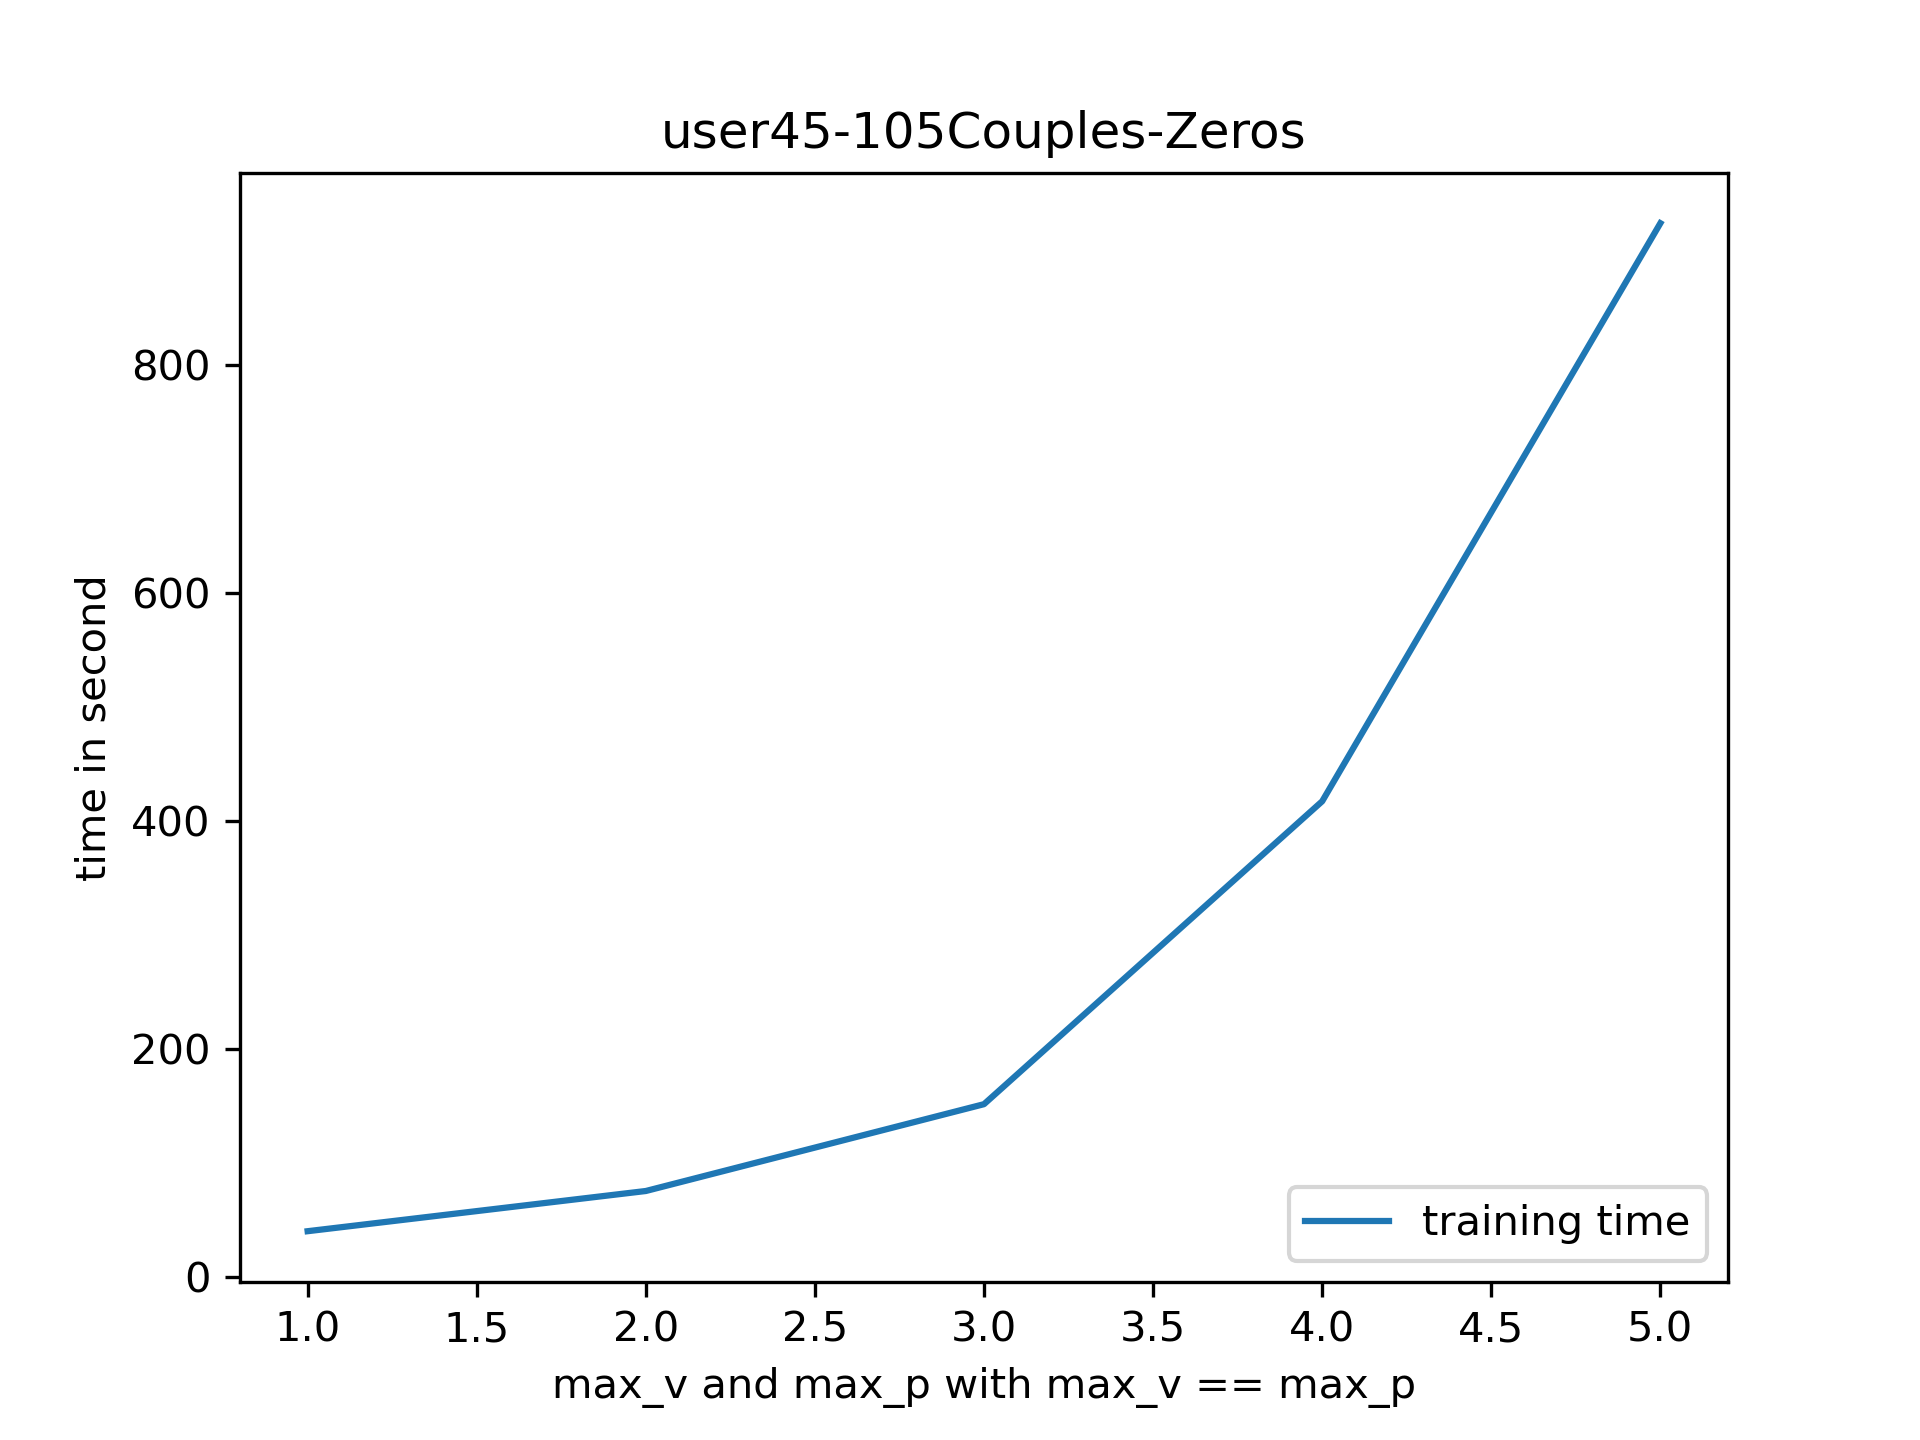 user45-105Couples-Zeros
time in second
800
600
400
200
0
training time
1.0 1.5 2.0 2.5 3.0 3.5 4.0 4.5 5.0
max_v and max_p with max_v == max_p